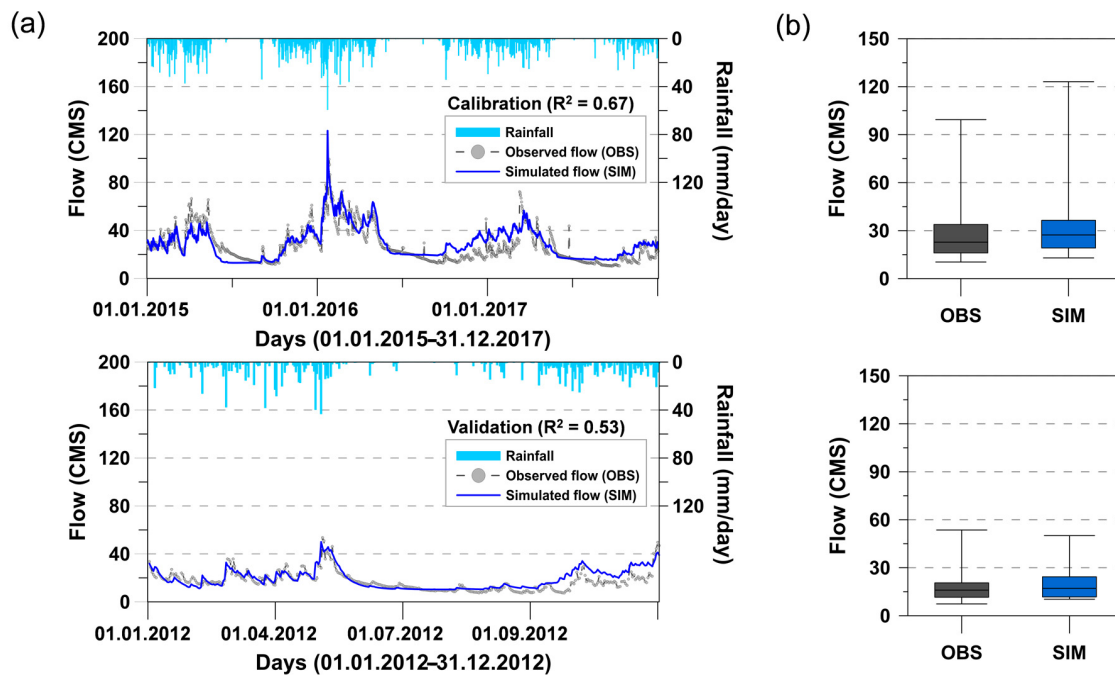 (a)
Flow (CMS)
200
160
120
80
40
0
0
40
80
120
Rainfall (mm/day)
Calibration (R² = 0.67)
Rainfall
Observed flow (OBS)
Simulated flow (SIM)
01.01.2015
01.01.2016
01.01.2017
Days (01.01.2015–31.12.2017)
(b)
Flow (CMS)
150
120
90
60
30
0
OBS
SIM
Flow (CMS)
200
160
120
80
40
0
0
40
80
120
Rainfall (mm/day)
Validation (R² = 0.53)
Rainfall
Observed flow (OBS)
Simulated flow (SIM)
01.01.2012
01.04.2012
01.07.2012
01.09.2012
Days (01.01.2012–31.12.2012)
Flow (CMS)
150
120
90
60
30
0
OBS
SIM